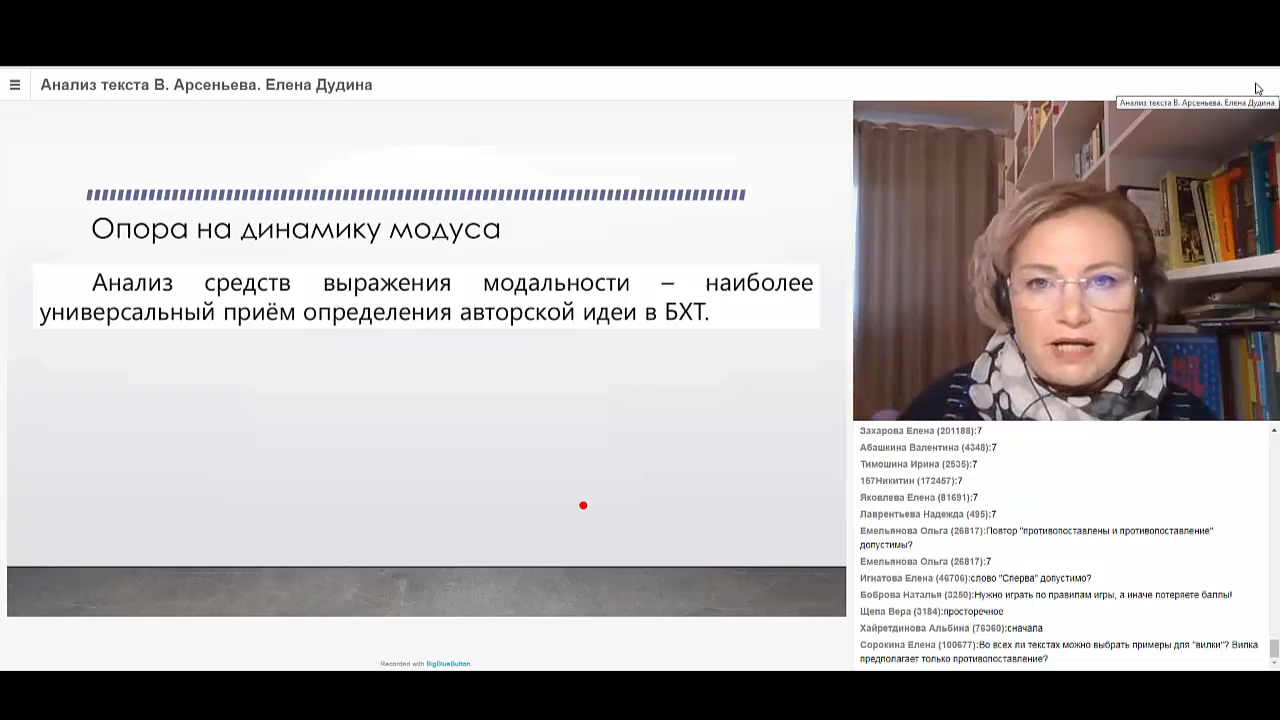 Анализ текста В. Арсеньева. Елена Дудина
Анализ текста В. Арсеньева. Елена Дудина
Опора на динамику модуса
Анализ средств выражения модальности – наиболее
универсальный приём определения авторской идеи в БХТ.
Захарова Елена (201188):7
Абашкина Валентина (4348):7
Тимошина Ирина (2535):7
157Никитин (172457):7
Яковлева Елена (81691):7
Лаврентьева Надежда (495):7
Емельянова Ольга (26817):Повтор "противопоставлены и противопоставление"
допустимы?
Емельянова Ольга (26817):7
Игнатова Елена (46706):слово "Сперва" допустимо?
Боброва Наталья (3250):Нужно играть по правилам игры, а иначе потеряете баллы!
Щепа Вера (3184):просторечное
Хайретдинова Альбина (76360):сначала
Сорокина Елена (100677):Во всех ли текстах можно выбрать примеры для "вилки"? Вилка
предполагает только противопоставление?
Recorded with BigBlueButton.